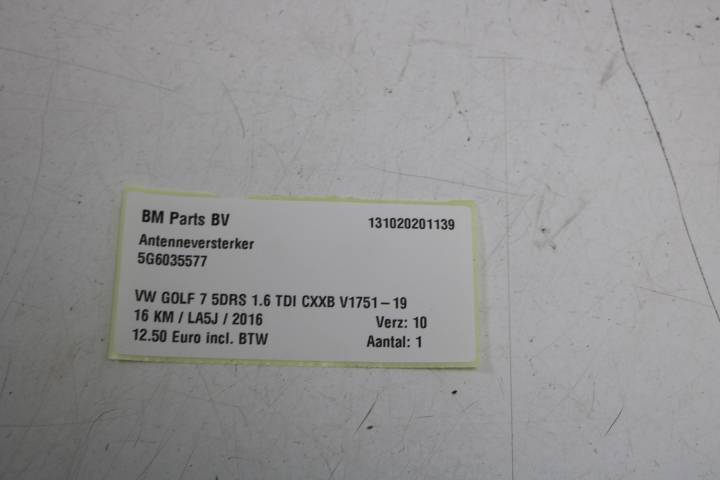 BM Parts BV 131020201139
Antenneversterker
5G6035577
VW GOLF 7 5DRS 1.6 TDI CXXB V1751-19
16 KM / LA5J / 2016 Verz: 10
12.50 Euro incl. BTW Aantal: 1